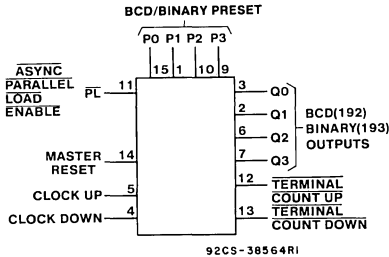 BCD/BINARY PRESET
P0 P1 P2 P3
15 1 10 9
ASYNC
PARALLEL
LOAD
ENABLE
PL
11
MASTER
RESET
14
CLOCK UP
5
CLOCK DOWN
4
3 Q0
2 Q1
6 Q2
7 Q3
BCD(192)
BINARY(193)
OUTPUTS
12 TERMINAL
COUNT UP
13 TERMINAL
COUNT DOWN
92CS-38564RI